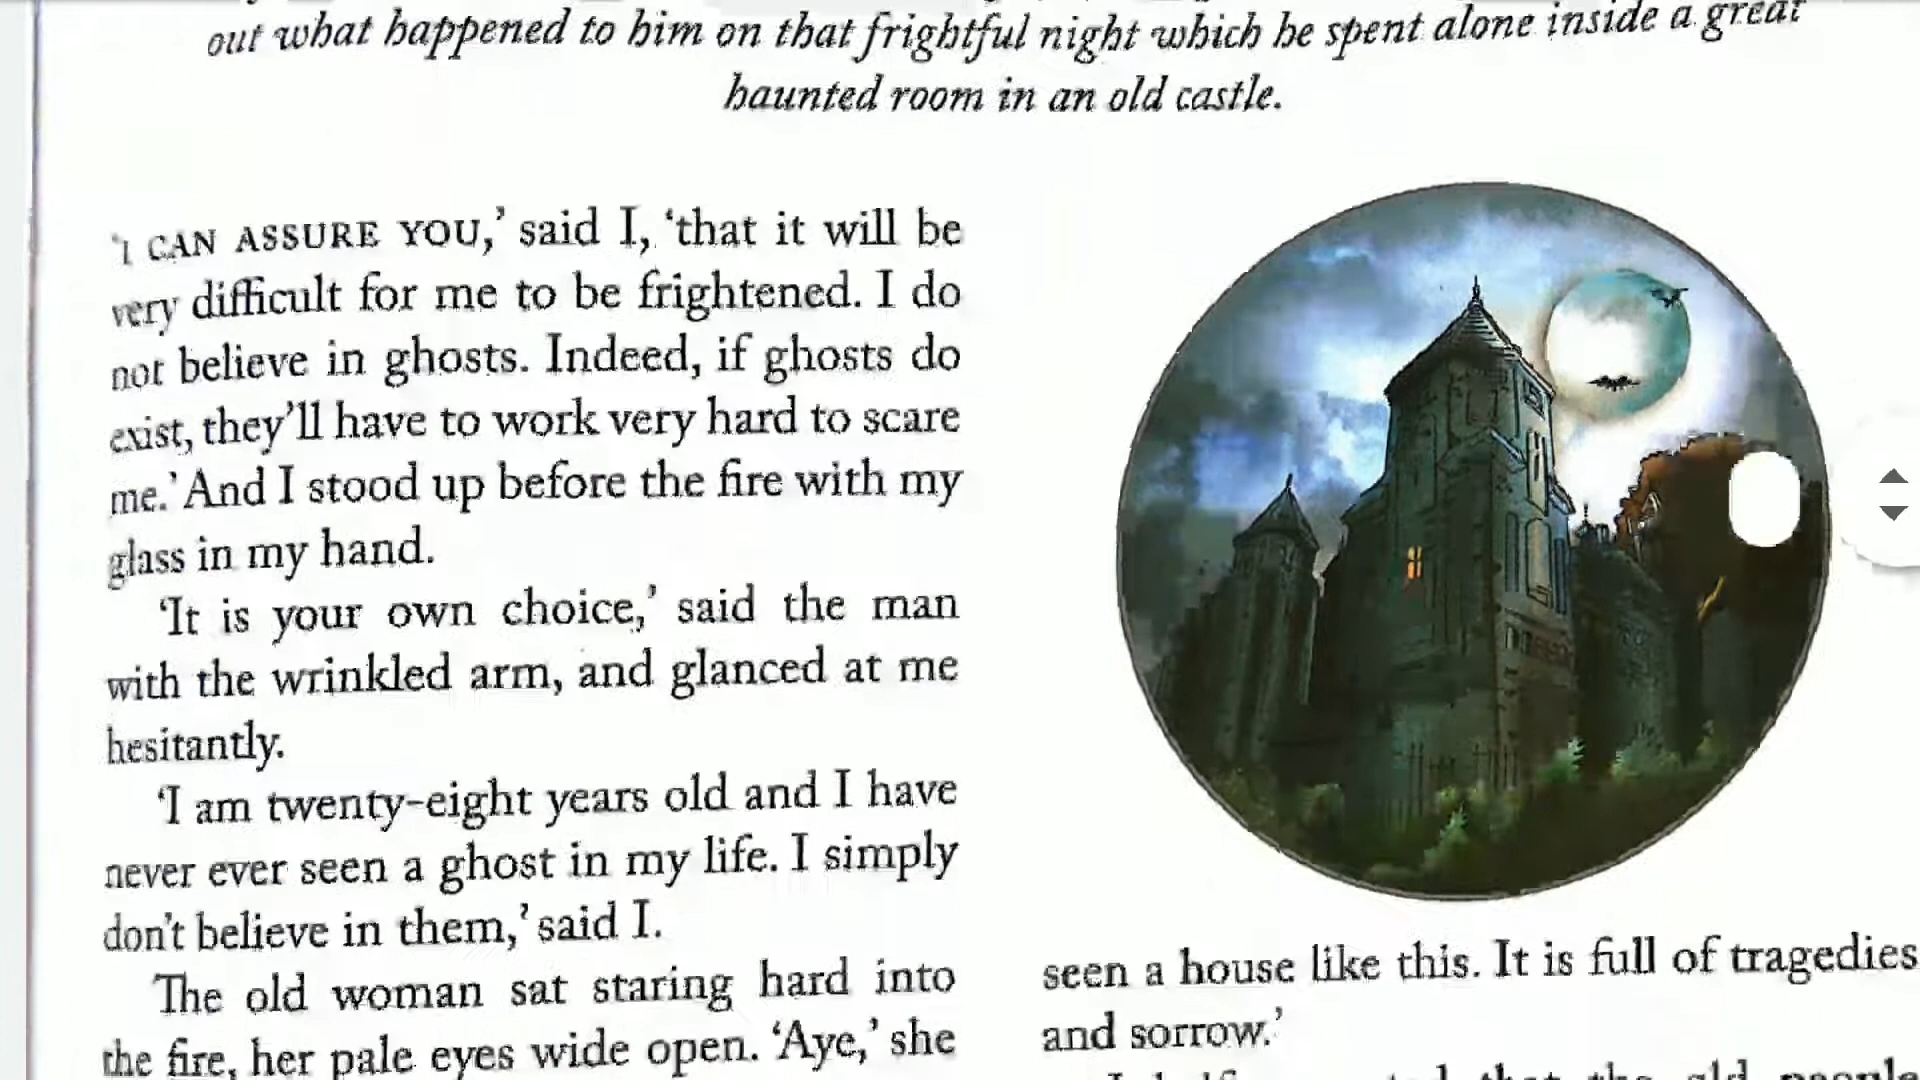 out what happened to him on that frightful night which he spent alone inside a great
haunted room in an old castle.
‘I CAN ASSURE YOU,’ said I, ‘that it will be
very difficult for me to be frightened. I do
not believe in ghosts. Indeed, if ghosts do
exist, they’ll have to work very hard to scare
me.’ And I stood up before the fire with my
glass in my hand.
‘It is your own choice,’ said the man
with the wrinkled arm, and glanced at me
hesitantly.
‘I am twenty-eight years old and I have
never ever seen a ghost in my life. I simply
don’t believe in them,’ said I.
The old woman sat staring hard into
the fire, her pale eyes wide open. ‘Aye,’ she
seen a house like this. It is full of tragedies
and sorrow.’
that the old people